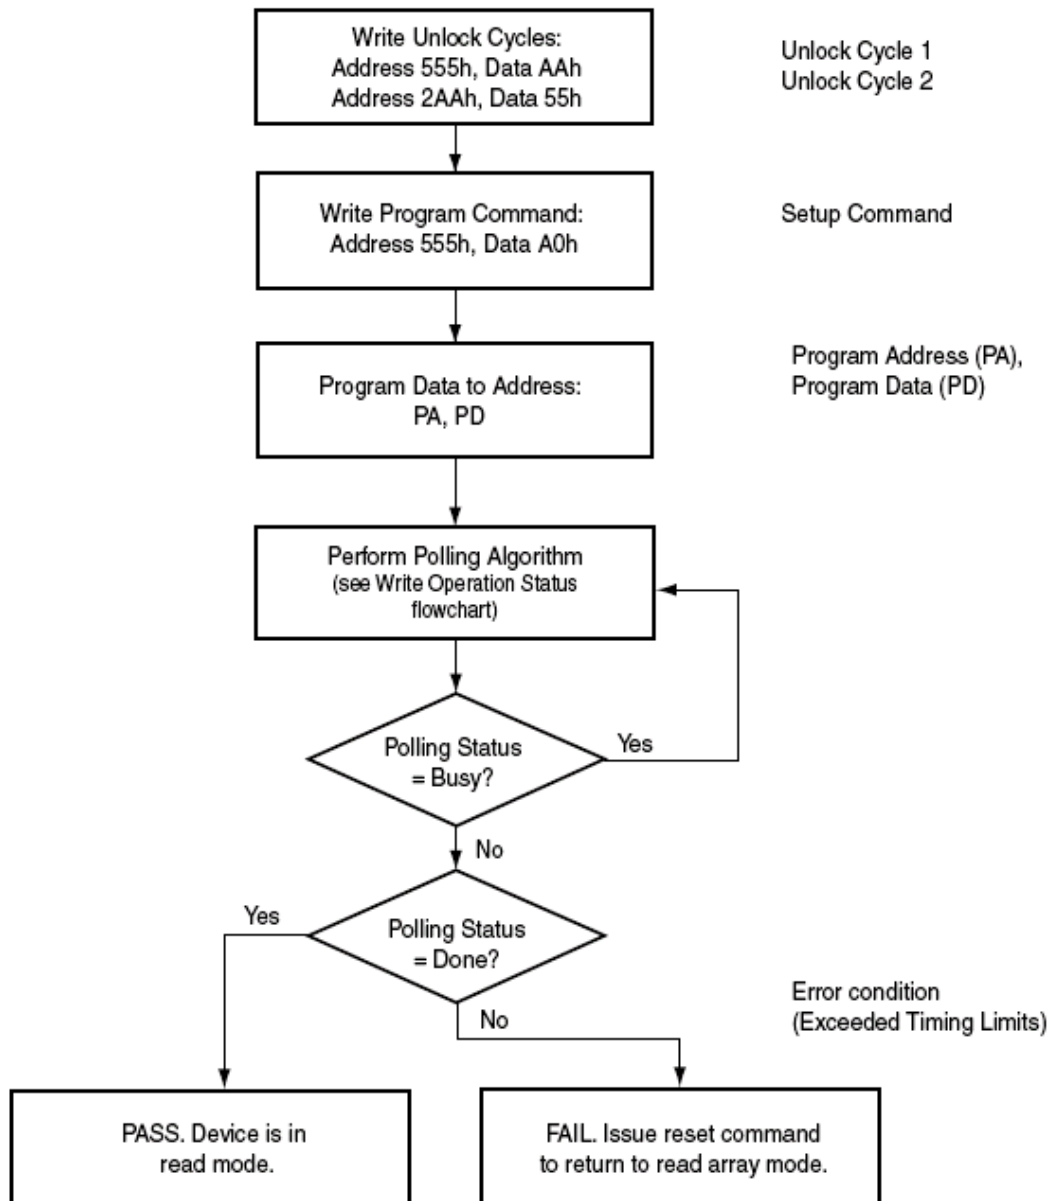 Write Unlock Cycles:
Address 555h, Data AAh
Address 2AAh, Data 55h
Unlock Cycle 1
Unlock Cycle 2
Write Program Command:
Address 555h, Data A0h
Setup Command
Program Data to Address:
PA, PD
Program Address (PA),
Program Data (PD)
Perform Polling Algorithm
(see Write Operation Status
flowchart)
Polling Status
= Busy?
Yes
No
Polling Status
= Done?
Yes
No
Error condition
(Exceeded Timing Limits)
PASS. Device is in
read mode.
FAIL. Issue reset command
to return to read array mode.